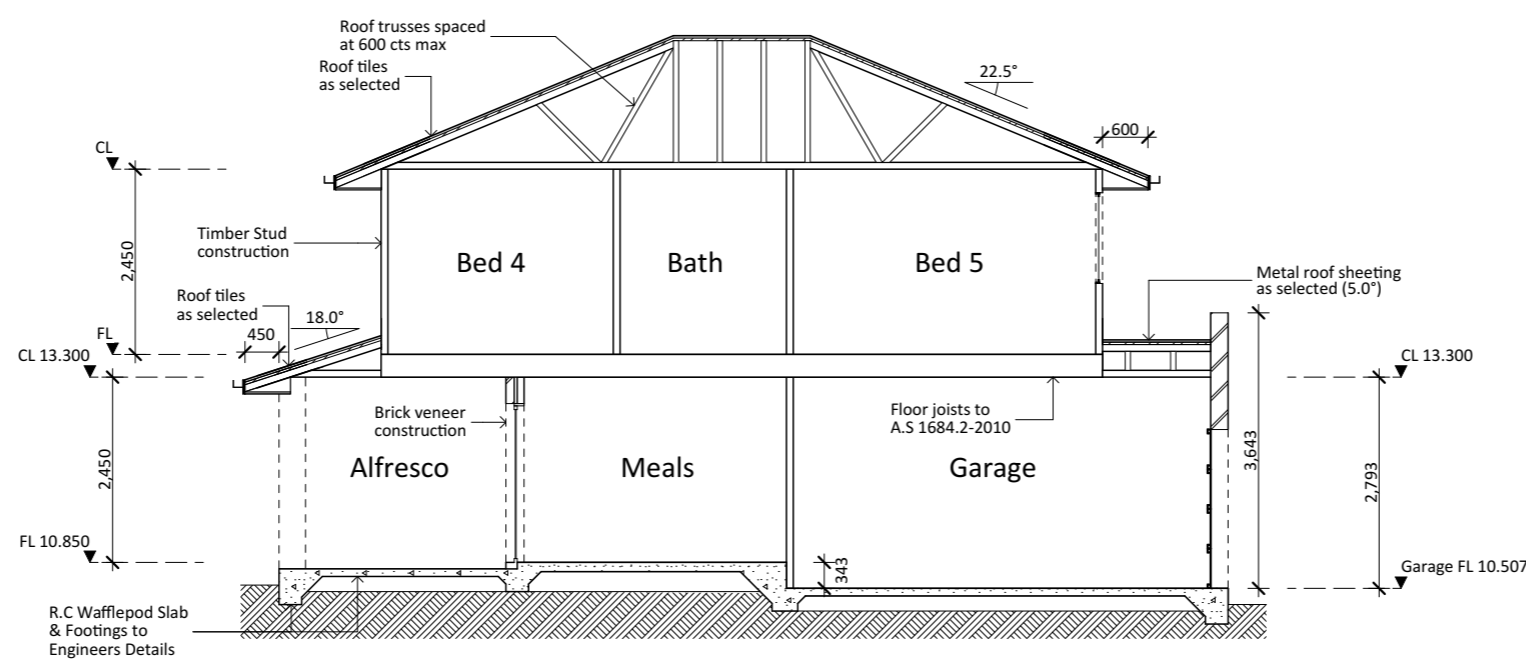 Roof trusses spaced
at 600 cts max
Roof tiles
as selected
22.5°
600
CL
2,450
Timber Stud
construction
Bed 4
Bath
Bed 5
Metal roof sheeting
as selected (5.0°)
Roof tiles
as selected
18.0°
450
FL
CL 13.300
CL 13.300
Brick veneer
construction
Floor joists to
A.S 1684.2-2010
2,450
Alfresco
Meals
Garage
3,643
2,793
FL 10.850
343
Garage FL 10.507
R.C Wafflepod Slab
& Footings to
Engineers Details